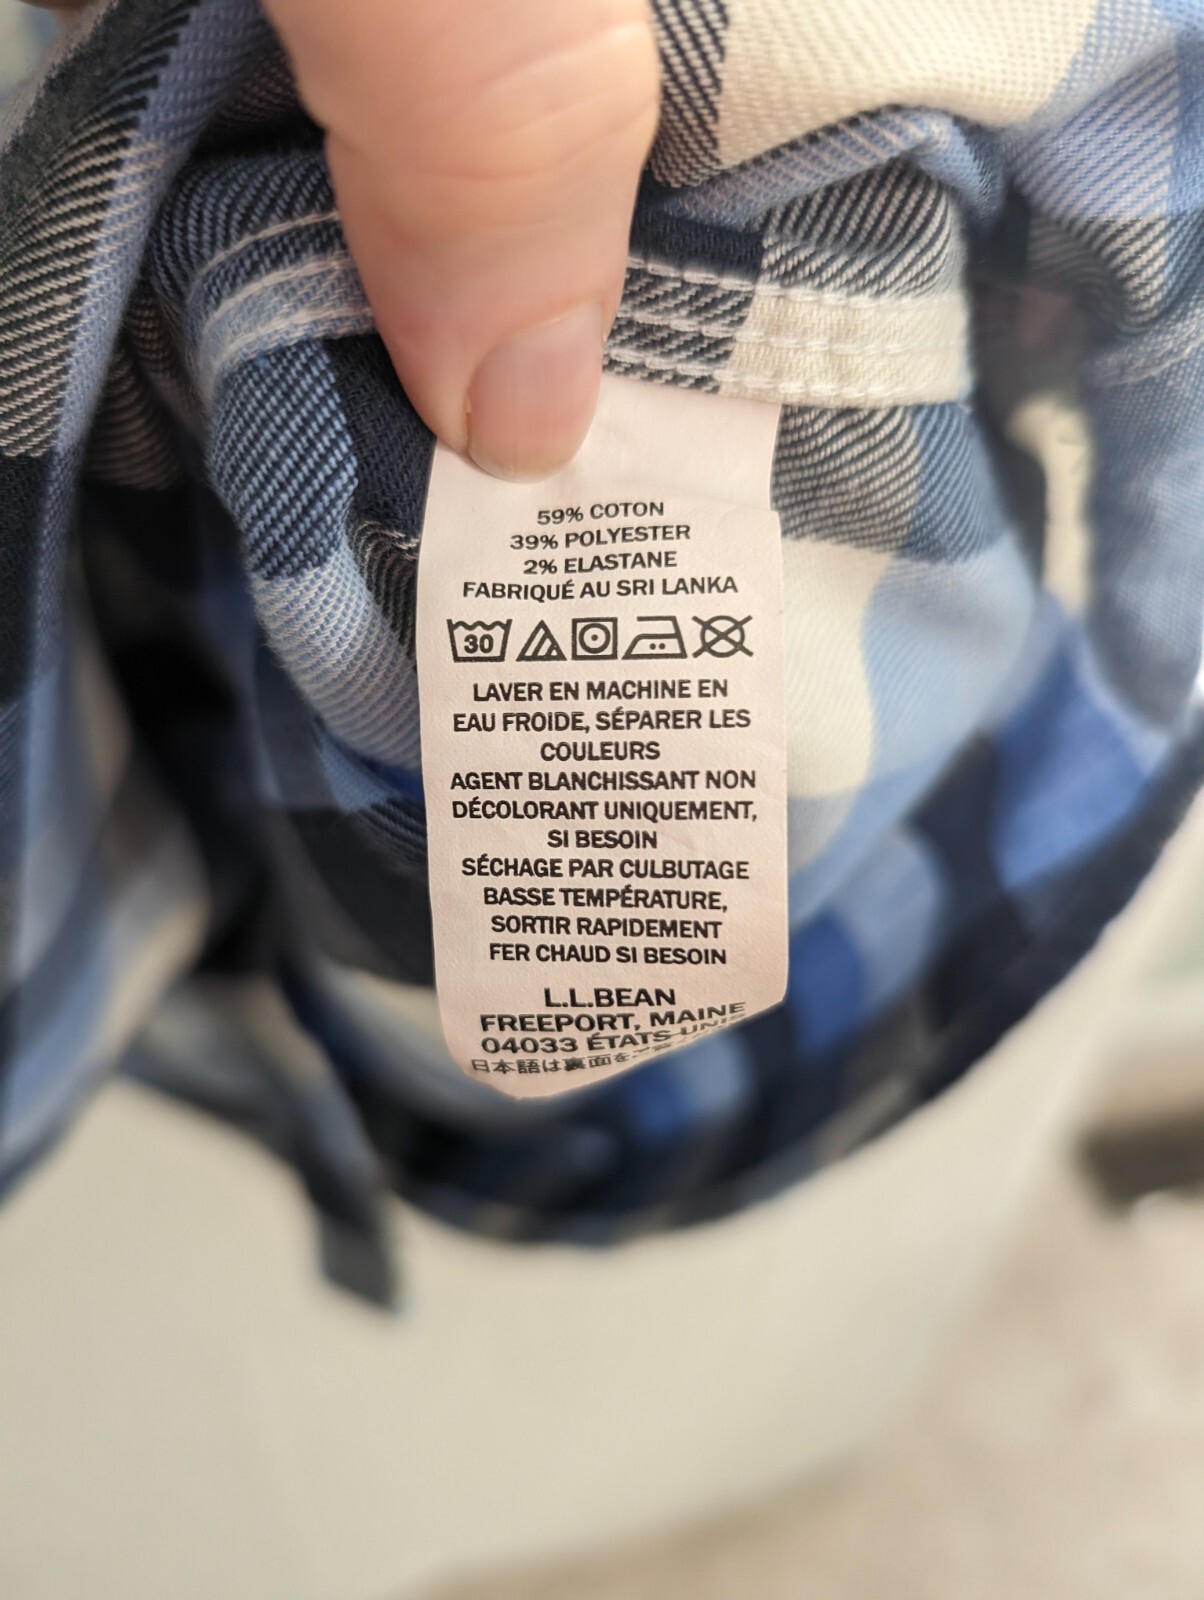 59% COTON
39% POLYESTER
2% ELASTANE
FABRIQUÉ AU SRI LANKA
30
LAVER EN MACHINE EN
EAU FROIDE, SÉPARER LES
COULEURS
AGENT BLANCHISSANT NON
DÉCOLORANT UNIQUEMENT,
SI BESOIN
SÉCHAGE PAR CULBUTAGE
BASSE TEMPÉRATURE,
SORTIR RAPIDEMENT
FER CHAUD SI BESOIN
L.L.BEAN
FREEPORT, MAINE
04033 ÉTATS-UNIS
日本語は裏面をご